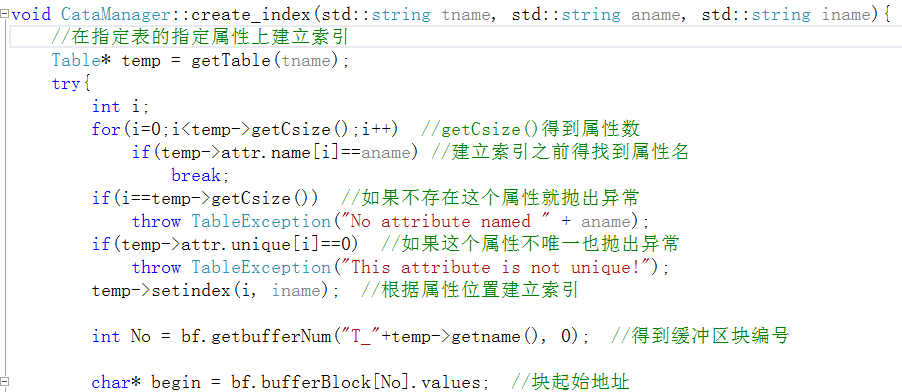 void CataManager::create_index(std::string tname, std::string aname, std::string iname){
//在指定表的指定属性上建立索引
Table* temp = getTable(tname);
try{
int i;
for(i=0;i<temp->getCsize();i++) //getCsize()得到属性数
if(temp->attr.name[i]==aname) //建立索引之前得找到属性名
break;
if(i==temp->getCsize()) //如果不存在这个属性就抛出异常
throw TableException("No attribute named " + aname);
if(temp->attr.unique[i]==0) //如果这个属性不唯一也抛出异常
throw TableException("This attribute is not unique!");
temp->setindex(i, iname); //根据属性位置建立索引
int No = bf.getbufferNum("T_"+temp->getname(), 0); //得到缓冲区块编号
char* begin = bf.bufferBlock[No].values; //块起始地址